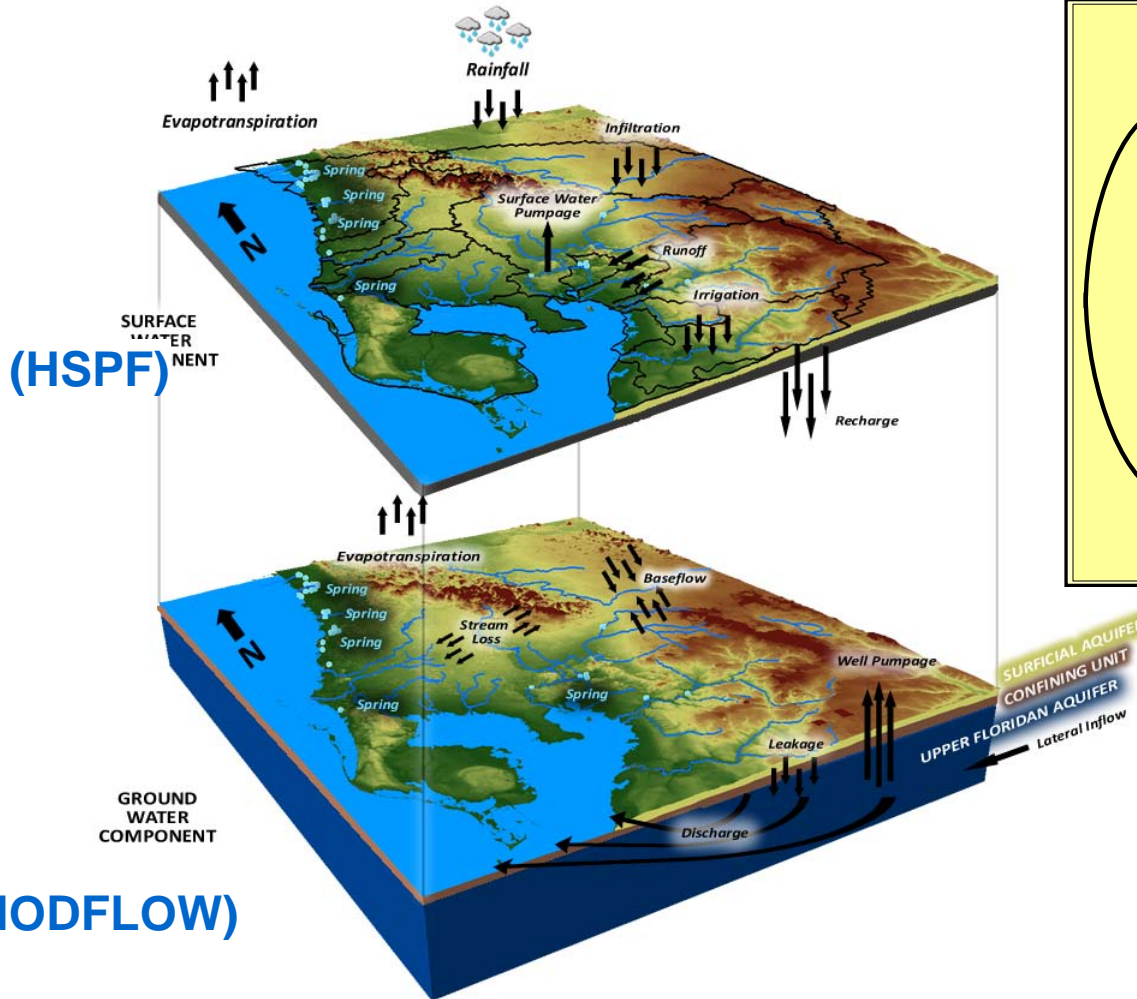 Rainfall
Evapotranspiration
Infiltration
Spring
Surface Water
Pumpage
Spring
Spring
Runoff
N
Spring
Irrigation
SURFACE
WATER
NENT
(HSPF)
Recharge
Evapotranspiration
Baseflow
Spring
Spring
Stream
Loss
N
Spring
Well Pumpage
Spring
Spring
SURFICIAL AQUIFER
CONFINING UNIT
UPPER FLORIDAN AQUIFER
Lateral Inflow
Leakage
GROUND
WATER
COMPONENT
Discharge
ODFLOW)